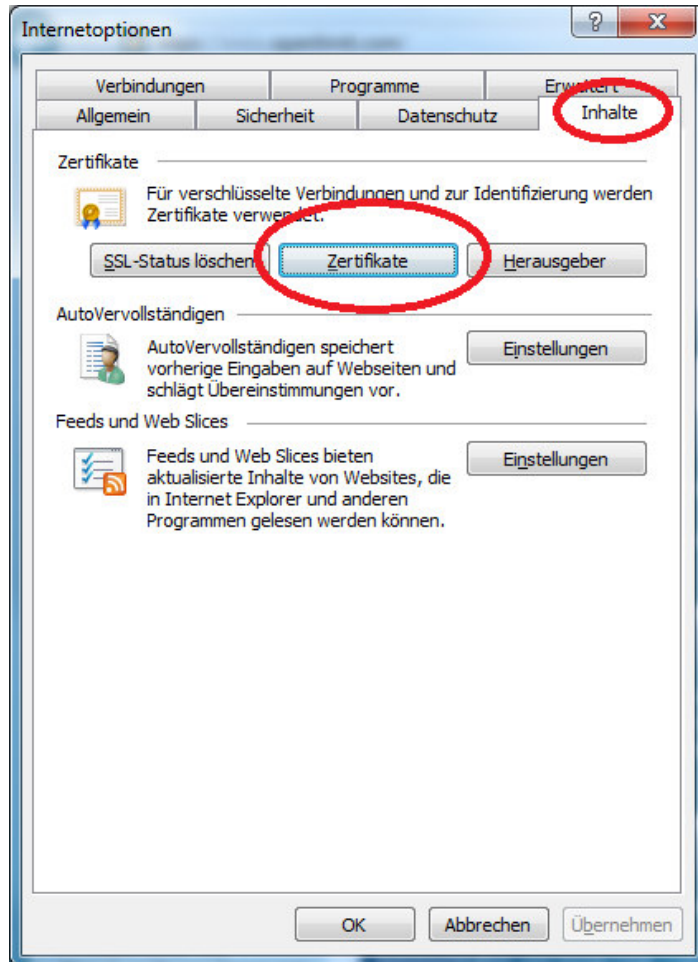 Internetoptionen
Verbindungen Programme Erweitert
Allgemein Sicherheit Datenschutz Inhalte
Zertifikate
Für verschlüsselte Verbindungen und zur Identifizierung werden
Zertifikate verwendet.
SSL-Status löschen Zertifikate Herausgeber
AutoVervollständigen
AutoVervollständigen speichert
vorherige Eingaben auf Webseiten und
schlägt Übereinstimmungen vor.
Einstellungen
Feeds und Web Slices
Feeds und Web Slices bieten
aktualisierte Inhalte von Websites, die
in Internet Explorer und anderen
Programmen gelesen werden können.
Einstellungen
OK Abbrechen Übernehmen